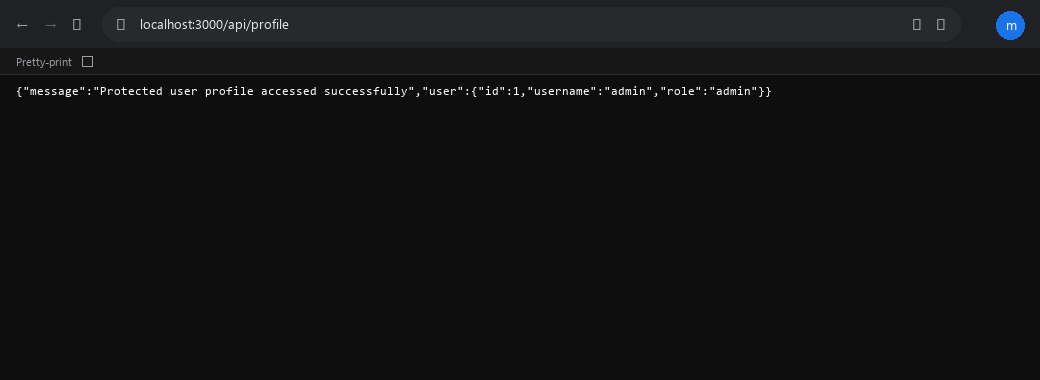 localhost:3000/api/profile
m
Pretty-print
{"message":"Protected user profile accessed successfully","user":{"id":1,"username":"admin","role":"admin"}}